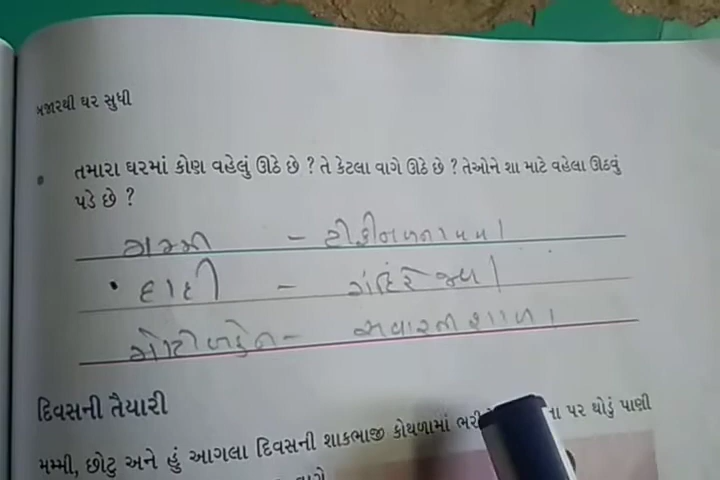 બજારથી ઘર સુધી
તમારા ઘરમાં કોણ વહેલું ઊઠે છે ? તે કેટલા વાગે ઊઠે છે ? તેઓને શા માટે વહેલા ઊઠવું
પડે છે ?
મમ્મી - ટીફીન બનાવવા
દાદી - મંદિરે જવા
મોટીબહેન - સવારની શાળા
દિવસની તૈયારી
મમ્મી, છોટુ અને હું આગલા દિવસની શાકભાજી કોથળામાં પર થોડું પાણી